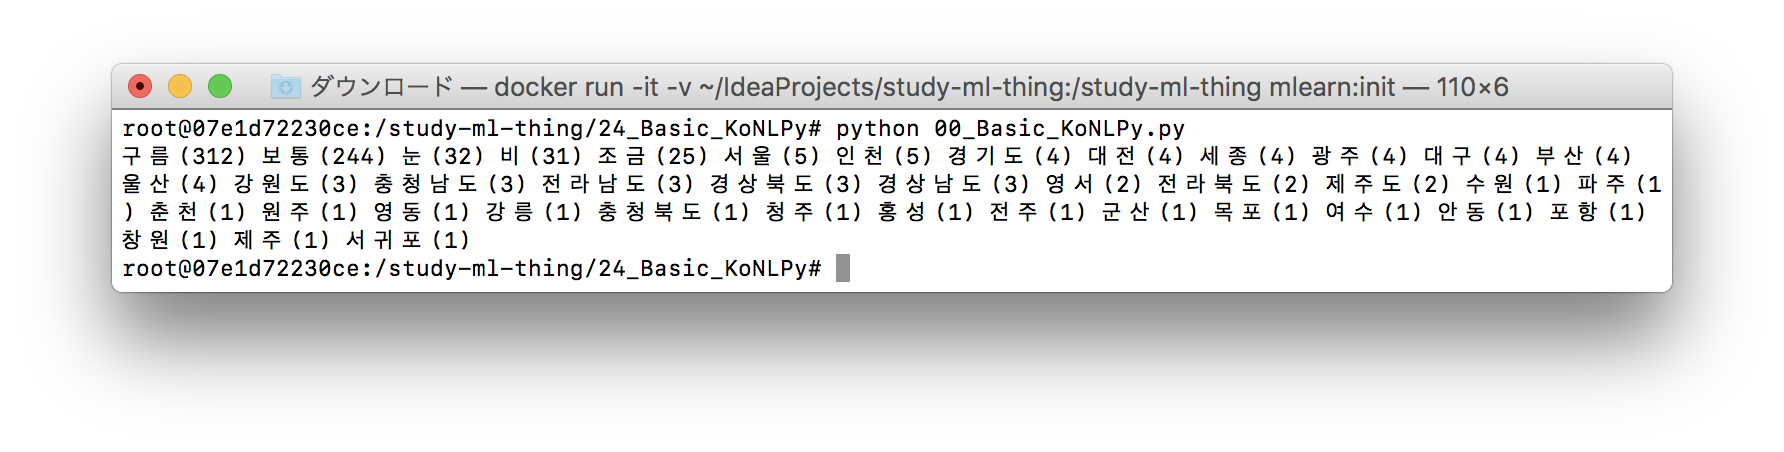 ダウンロード — docker run -it -v ~/IdeaProjects/study-ml-thing:/study-ml-thing mlearn:init — 110×6
root@07e1d72230ce:/study-ml-thing/24_Basic_KoNLPy# python 00_Basic_KoNLPy.py
구름(312) 보통(244) 눈(32) 비(31) 조금(25) 서울(5) 인천(5) 경기도(4) 대전(4) 세종(4) 광주(4) 대구(4) 부산(4)
울산(4) 강원도(3) 충청남도(3) 전라남도(3) 경상북도(3) 경상남도(3) 영서(2) 전라북도(2) 제주도(2) 수원(1) 파주(1
) 춘천(1) 원주(1) 영동(1) 강릉(1) 충청북도(1) 청주(1) 홍성(1) 전주(1) 군산(1) 목포(1) 여수(1) 안동(1) 포항(1)
창원(1) 제주(1) 서귀포(1)
root@07e1d72230ce:/study-ml-thing/24_Basic_KoNLPy#